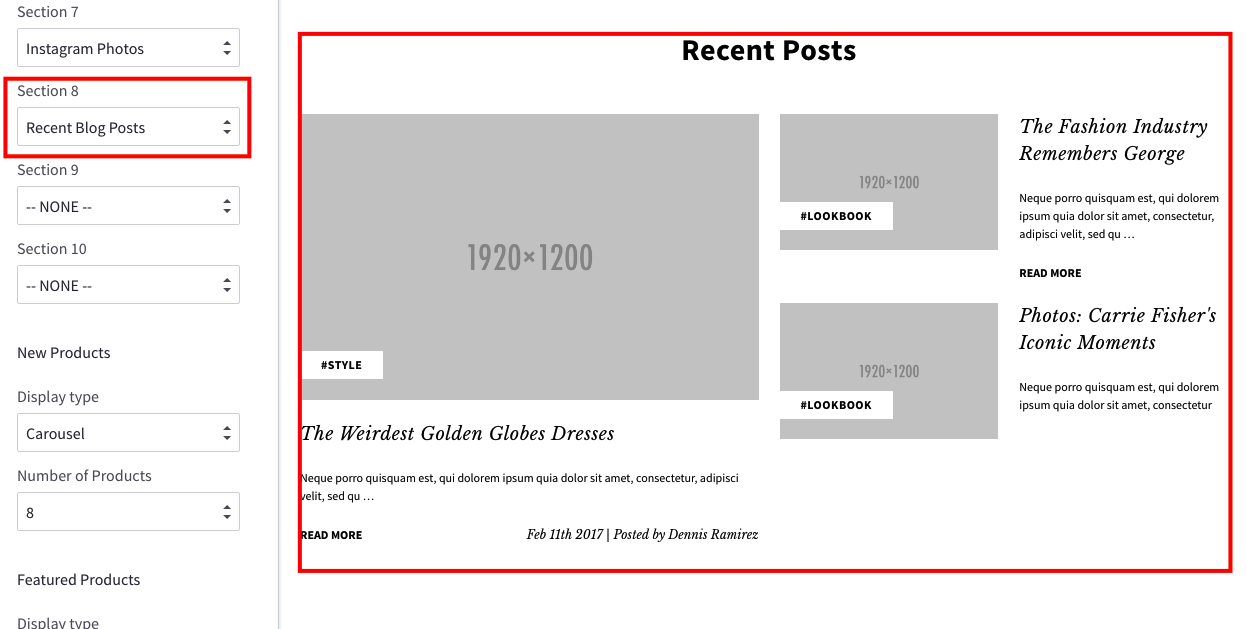 Section 7
Instagram Photos
Section 8
Recent Blog Posts
Section 9
-- NONE --
Section 10
-- NONE --
New Products
Display type
Carousel
Number of Products
8
Featured Products
Display type
Recent Posts
1920×1200
#STYLE
The Weirdest Golden Globes Dresses
Neque porro quisquam est, qui dolorem ipsum quia dolor sit amet, consectetur, adipisci
velit, sed qu …
READ MORE
Feb 11th 2017 | Posted by Dennis Ramirez
1920×1200
#LOOKBOOK
The Fashion Industry
Remembers George
Neque porro quisquam est, qui dolorem
ipsum quia dolor sit amet, consectetur,
adipisci velit, sed qu …
READ MORE
1920×1200
#LOOKBOOK
Photos: Carrie Fisher's
Iconic Moments
Neque porro quisquam est, qui dolorem
ipsum quia dolor sit amet, consectetur